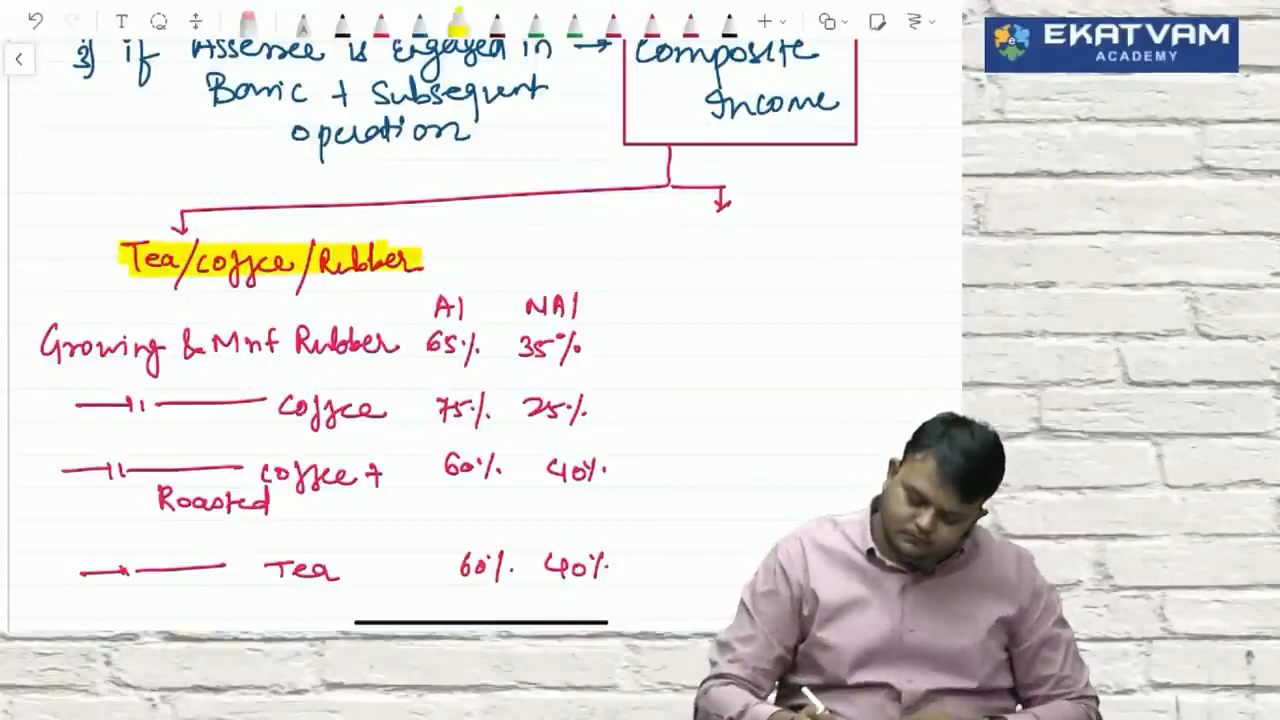 EKATVAM
ACADEMY
3) if Assessee is Engaged in → Composite
Basic + Subsequent Income
operation
Tea/Coffee/Rubber
AI NAI
Growing & Mnf Rubber 65% 35%
—"— Coffee 75% 25%
—"— Coffee + 60% 40%
Roasted
—"— Tea 60% 40%